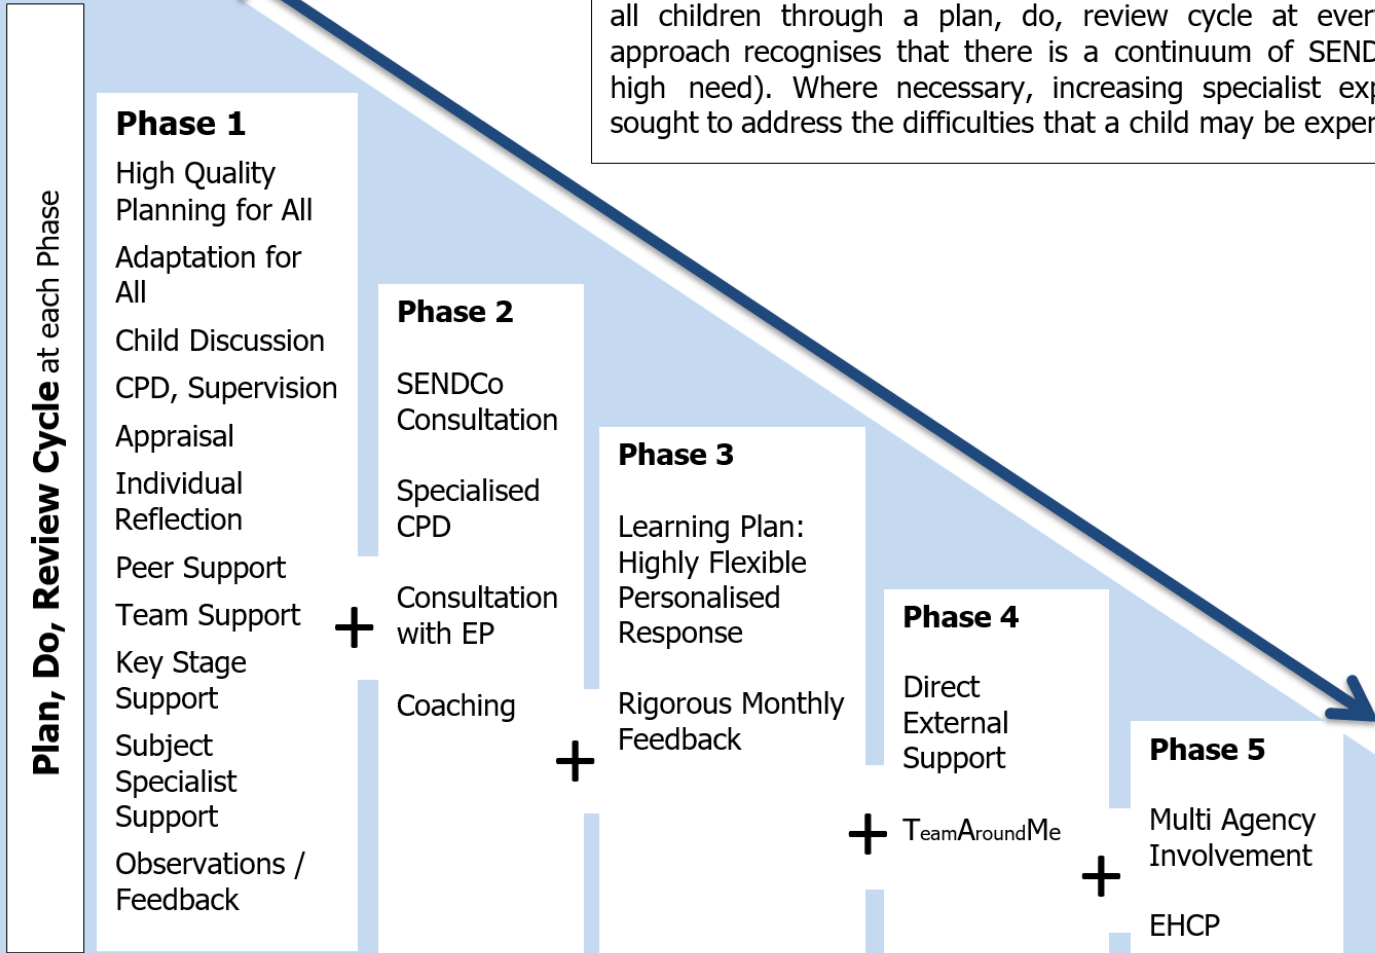 all children through a plan, do, review cycle at ever
approach recognises that there is a continuum of SEND
high need). Where necessary, increasing specialist exp
sought to address the difficulties that a child may be exper
Plan, Do, Review Cycle at each Phase
Phase 1
High Quality
Planning for All
Adaptation for
All
Child Discussion
CPD, Supervision
Appraisal
Individual
Reflection
Peer Support
Team Support
Key Stage
Support
Subject
Specialist
Support
Observations /
Feedback
+
Phase 2
SENDCo
Consultation
Specialised
CPD
Consultation
with EP
Coaching
+
Phase 3
Learning Plan:
Highly Flexible
Personalised
Response
Rigorous Monthly
Feedback
+
Phase 4
Direct
External
Support
TeamAroundMe
+
Phase 5
Multi Agency
Involvement
EHCP